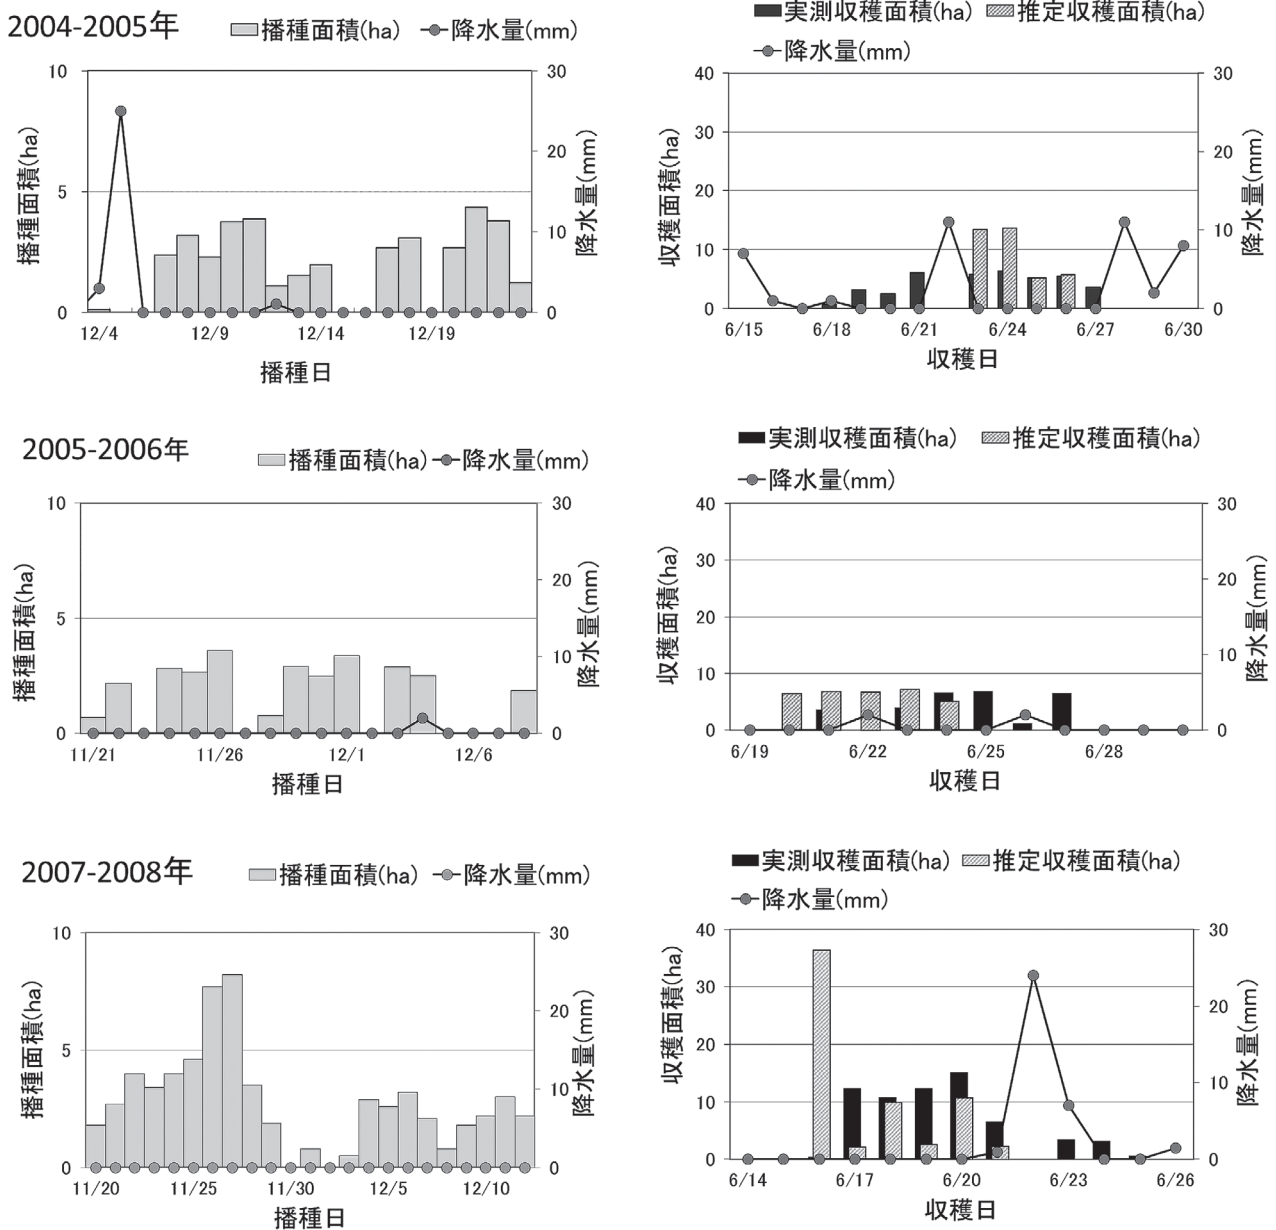 2004-2005年
播種面積(ha) 降水量(mm)
10
5
0
30
20
10
0
播種面積(ha)
降水量(mm)
12/4 12/9 12/14 12/19
播種日
実測収穫面積(ha) 推定収穫面積(ha)
降水量(mm)
40
30
20
10
0
30
20
10
0
収穫面積(ha)
降水量(mm)
6/15 6/18 6/21 6/24 6/27 6/30
収穫日
2005-2006年
播種面積(ha) 降水量(mm)
10
5
0
30
20
10
0
播種面積(ha)
降水量(mm)
11/21 11/26 12/1 12/6
播種日
実測収穫面積(ha) 推定収穫面積(ha)
降水量(mm)
40
30
20
10
0
30
20
10
0
収穫面積(ha)
降水量(mm)
6/19 6/22 6/25 6/28
収穫日
2007-2008年
播種面積(ha) 降水量(mm)
10
5
0
30
20
10
0
播種面積(ha)
降水量(mm)
11/20 11/25 11/30 12/5 12/10
播種日
実測収穫面積(ha) 推定収穫面積(ha)
降水量(mm)
40
30
20
10
0
30
20
10
0
収穫面積(ha)
降水量(mm)
6/14 6/17 6/20 6/23 6/26
収穫日